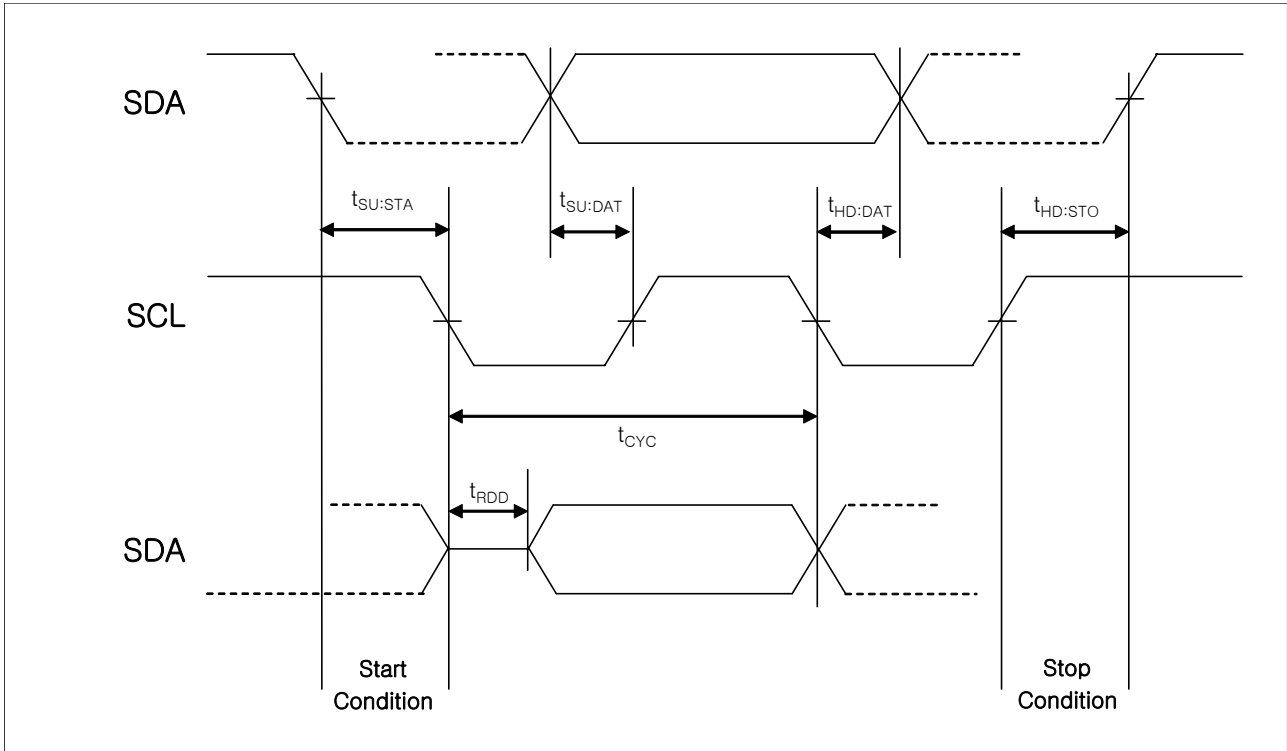 SDA
tSU:STA
tSU:DAT
tHD:DAT
tHD:STO
SCL
tCYC
tRDD
SDA
Start
Condition
Stop
Condition